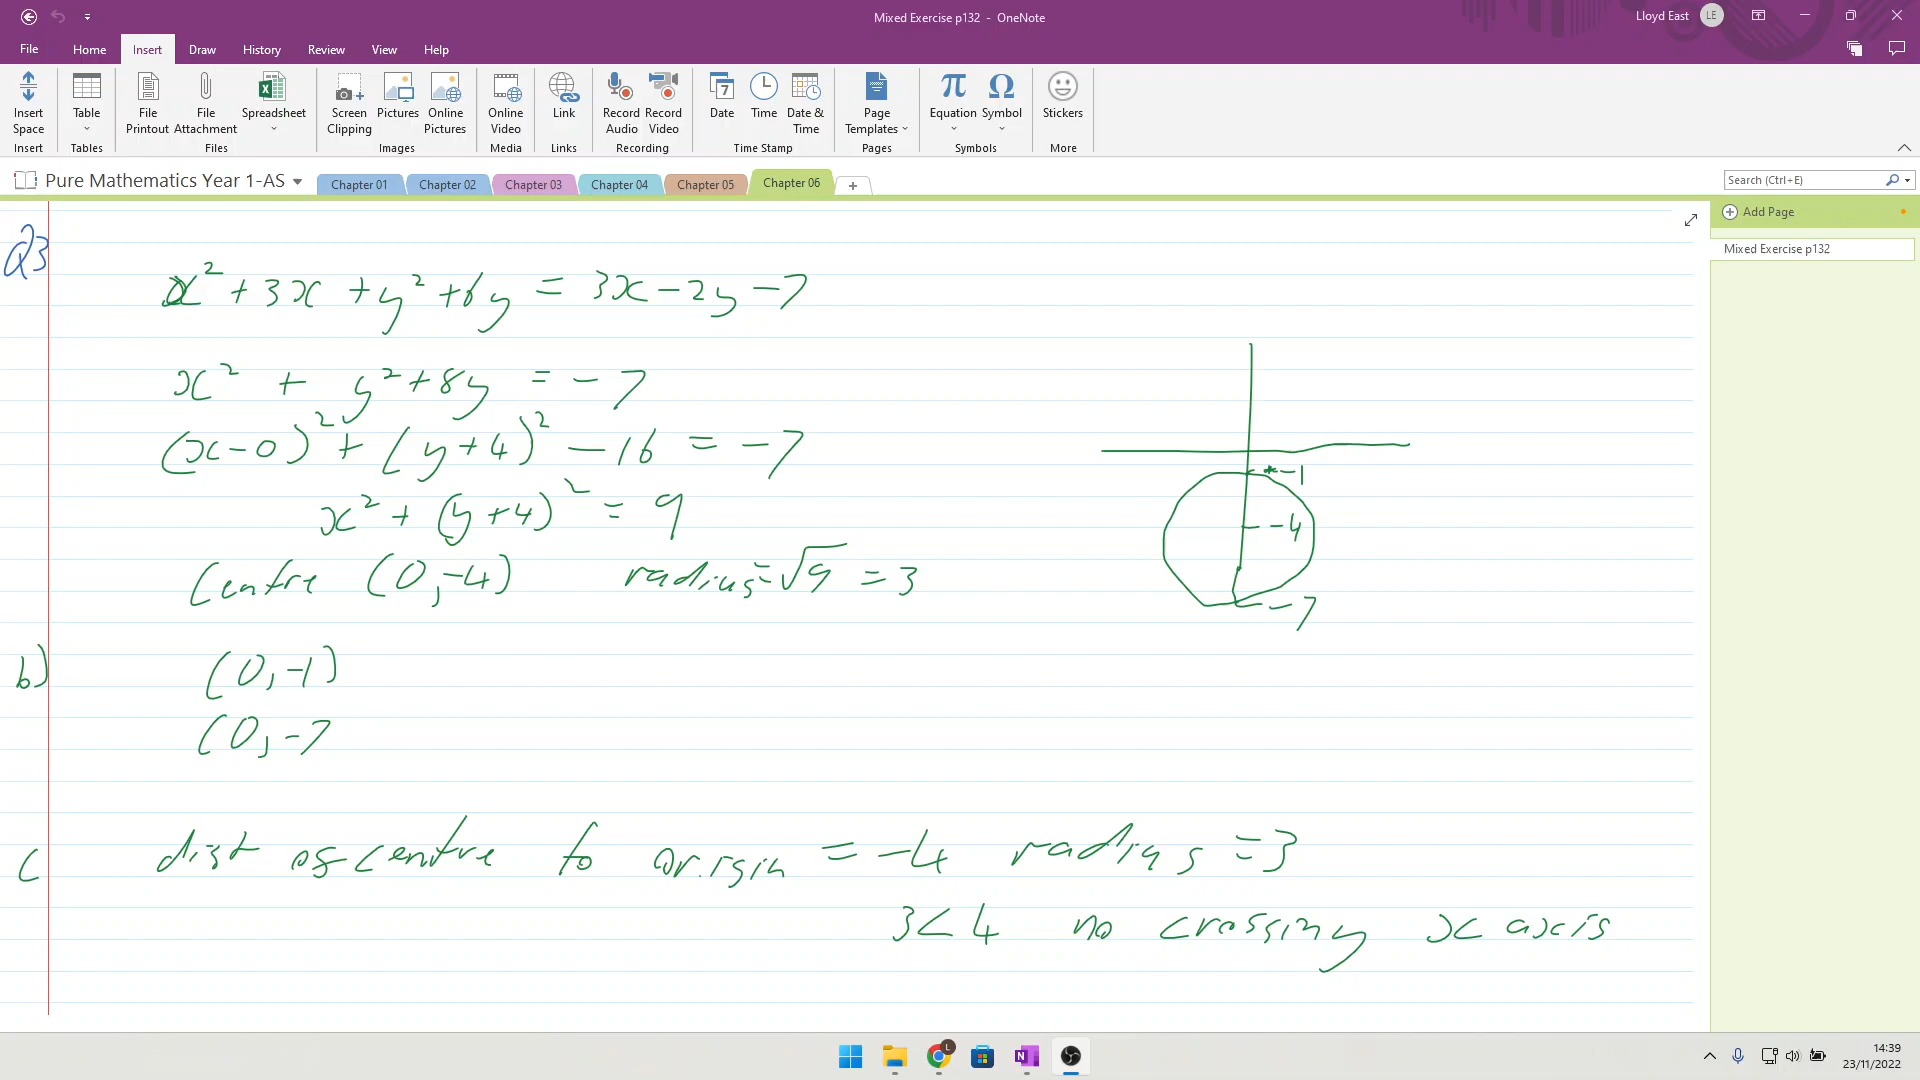 Mixed Exercise p132 - OneNote
Lloyd East LE
File Home Insert Draw History Review View Help
Insert Space
Table
File Printout
File Attachment
Spreadsheet
Screen Clipping
Pictures
Online Pictures
Online Video
Link
Record Audio
Record Video
Date
Time
Date & Time
Page Templates
Equation
Symbol
Stickers
Insert Tables Files Images Media Links Recording Time Stamp Pages Symbols More
Pure Mathematics Year 1-AS Chapter 01 Chapter 02 Chapter 03 Chapter 04 Chapter 05 Chapter 06 +
Search (Ctrl+E)
Add Page
Mixed Exercise p132
Q3
x² + 3x + y² + 6y = 3x - 2y - 7
x² + y² + 8y = -7
(x-0)² + (y+4)² - 16 = -7
x² + (y+4)² = 9
Centre (0, -4) radius = √9 = 3
-1
-4
-7
b) (0, -1)
(0, -7
c dist of centre to origin = -4 radius = 3
3 < 4 no crossing x axis
L
N
14:39
23/11/2022